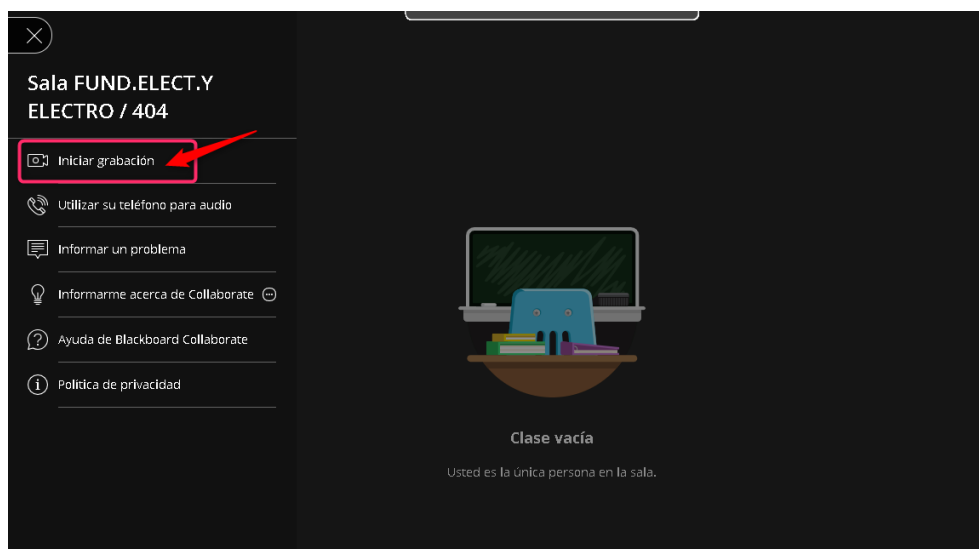 Sala FUND.ELECT.Y
ELECTRO / 404
Iniciar grabación
Utilizar su teléfono para audio
Informar un problema
Informarme acerca de Collaborate
Ayuda de Blackboard Collaborate
Política de privacidad
Clase vacía
Usted es la única persona en la sala.